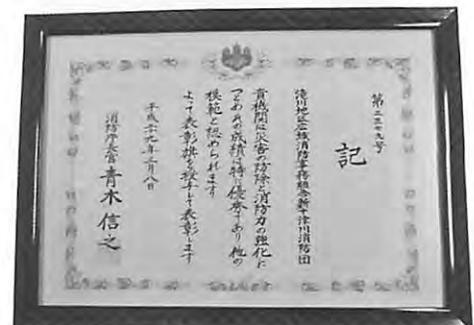 第二三七九号
記
滝川地区広域消防事務組合新十津川消防団
貴機関は災害の防除と消防力の強化に
つとめその成績は特に優秀であり他の
模範と認められます
よって表彰旗を授与して表彰します
平成二九年三月八日
消防庁長官 青木信之